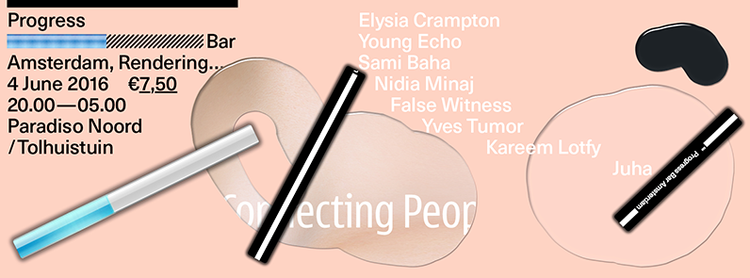 Progress
Bar
Amsterdam, Rendering...
4 June 2016 €7,50
20.00—05.00
Paradiso Noord
/Tolhuistuin
Elysia Crampton
Young Echo
Sami Baha
Nidia Minaj
False Witness
Yves Tumor
Kareem Lotfy
Juha
Connecting Peop
Progress Bar Amsterdam